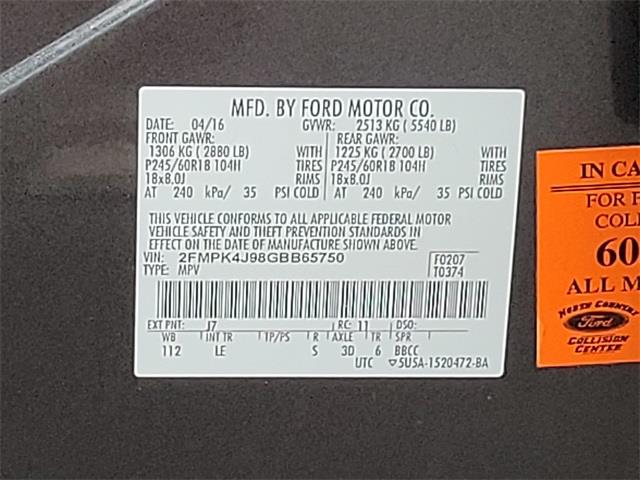 MFD. BY FORD MOTOR CO.
DATE: 04/16 GVWR: 2513 KG ( 5540 LB)
FRONT GAWR: REAR GAWR:
1306 KG ( 2880 LB) WITH 1225 KG ( 2700 LB) WITH
P245/60R18 104H TIRES P245/60R18 104H TIRES
18x8.0J RIMS 18x8.0J RIMS
AT 240 kPa/ 35 PSI COLD AT 240 kPa/ 35 PSI COLD
THIS VEHICLE CONFORMS TO ALL APPLICABLE FEDERAL MOTOR
VEHICLE SAFETY AND THEFT PREVENTION STANDARDS IN
EFFECT ON THE DATE OF MANUFACTURE SHOWN ABOVE.
VIN: 2FMPK4J98GBB65750 F0207
TYPE: MPV T0374
EXT PNT: J7 RC: 11 DSO:
WB INT TR TP/PS R AXLE TR SPR
112 LE S 3D 6 BBCC
UTC 5U5A-1520472-BA
IN CA
FOR F
COLL
60
ALL M
NORTH COUNTRY
Ford
COLLISION
CENTER